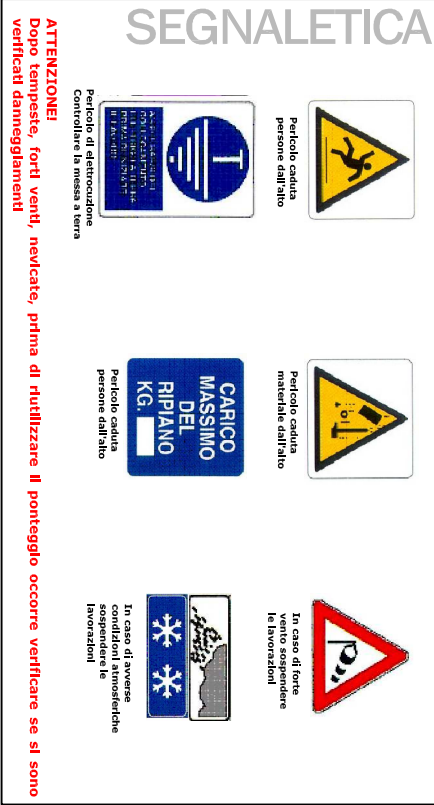 SEGNALETICA
Pericolo caduta
persone dall'alto
Pericolo caduta
materiale dall'alto
In caso di forte
vento sospendere
le lavorazioni
Pericolo di elettrocuzione
Controllare la messa a terra
CARICO
MASSIMO
DEL
RIPIANO
KG.
Pericolo caduta
persone dall'alto
In caso di avverse
condizioni atmosferiche
sospendere le
lavorazioni
ATTENZIONE!
Dopo tempeste, forti venti, nevicate, prima di riutilizzare il ponteggio occorre verificare se si sono
verificati danneggiamenti